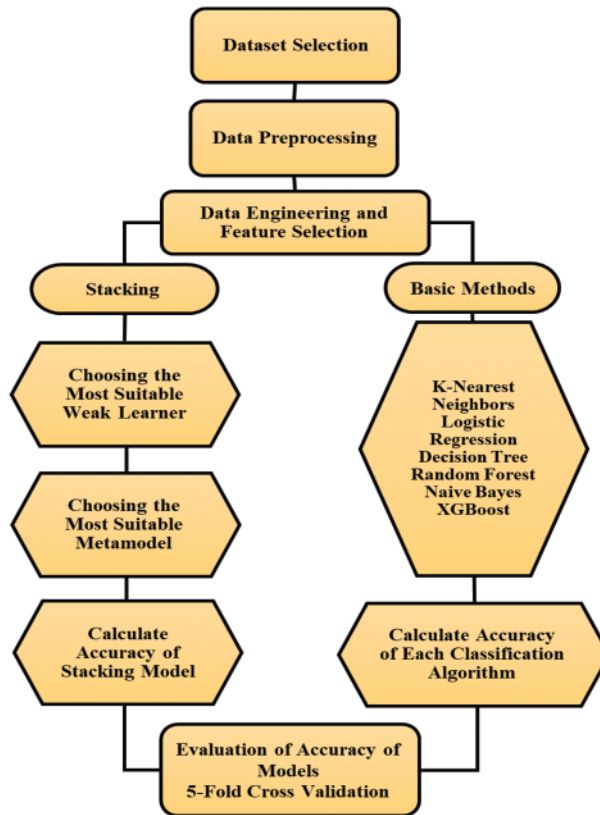 Dataset Selection
Data Preprocessing
Data Engineering and
Feature Selection
Stacking
Choosing the
Most Suitable
Weak Learner
Choosing the
Most Suitable
Metamodel
Calculate
Accuracy of
Stacking Model
Basic Methods
K-Nearest
Neighbors
Logistic
Regression
Decision Tree
Random Forest
Naive Bayes
XGBoost
Calculate Accuracy
of Each Classification
Algorithm
Evaluation of Accuracy of
Models
5-Fold Cross Validation